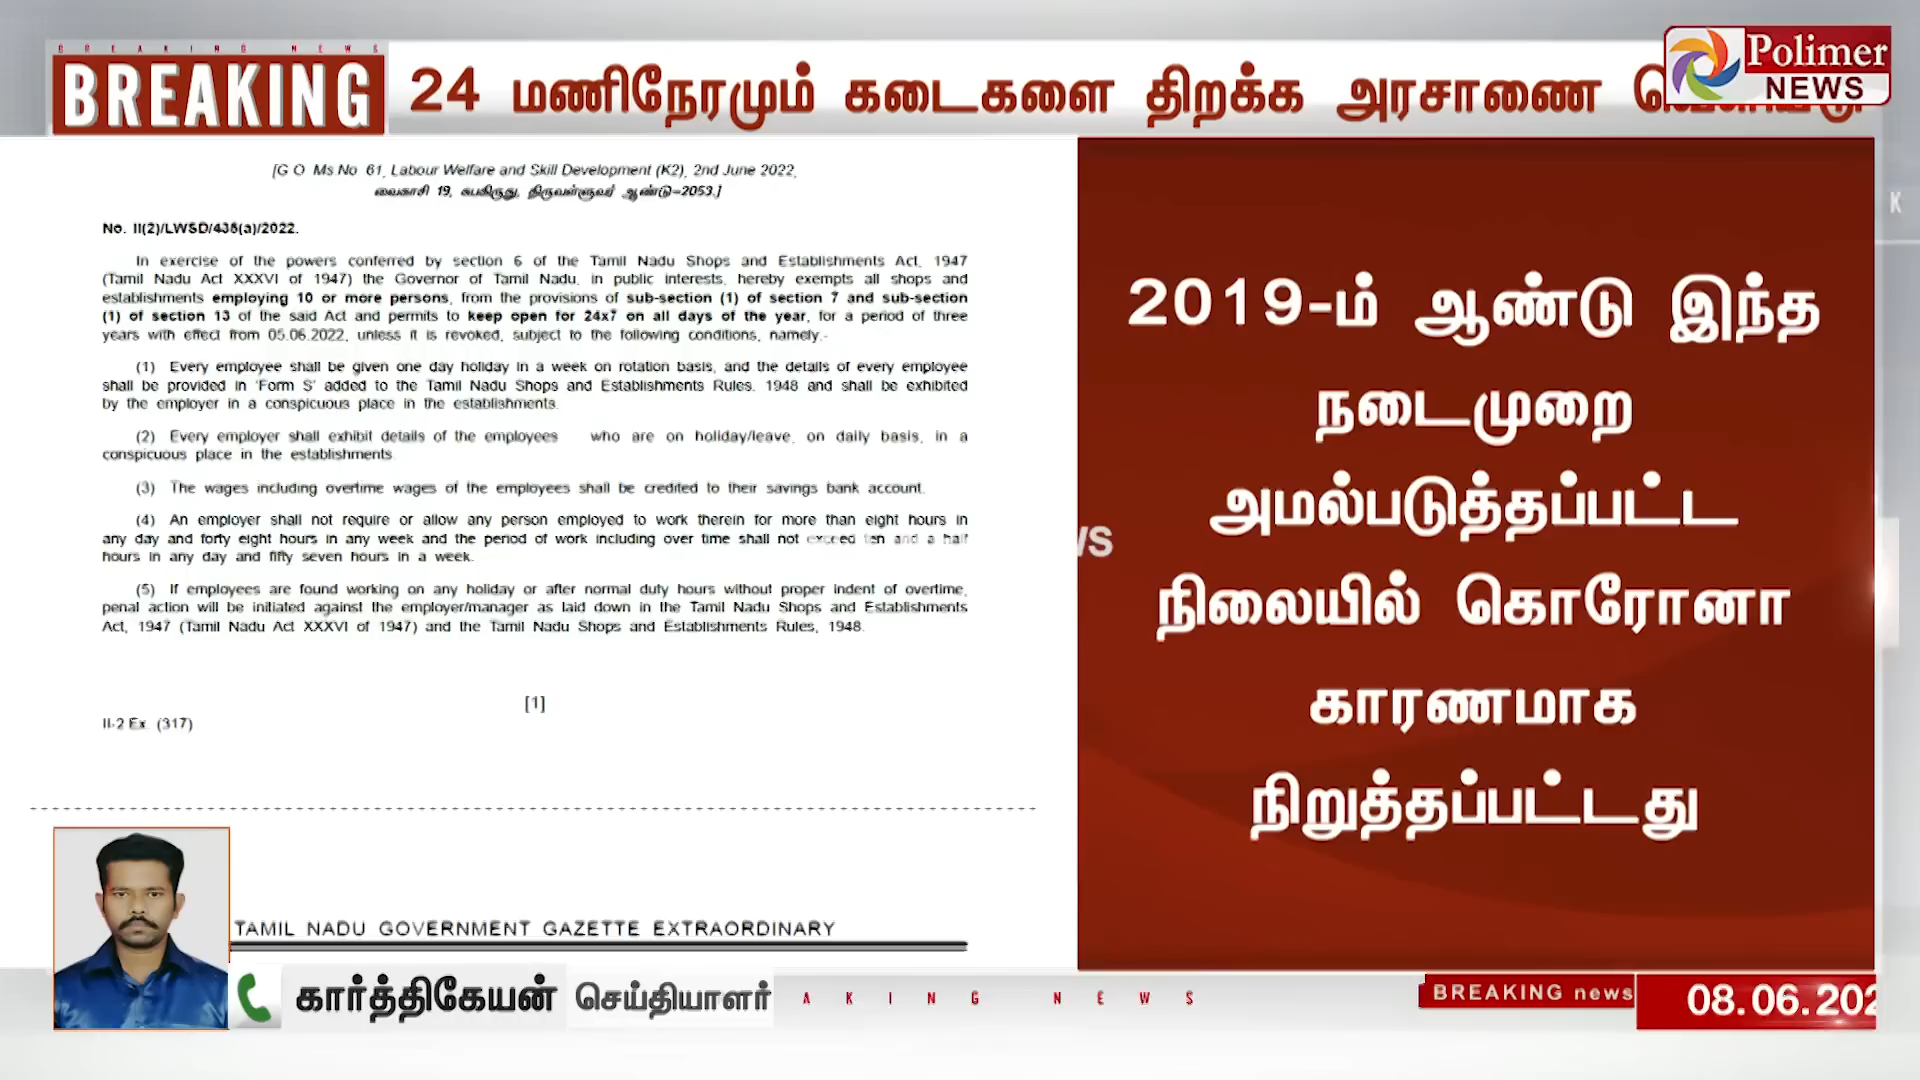 BREAKING NEWS
BREAKING
24 மணிநேரமும் கடைகளை திறக்க அரசாணை
Polimer
NEWS
[G O Ms No 61, Labour Welfare and Skill Development (K2), 2nd June 2022,
வைகாசி 19, சுபகிருது, திருவள்ளுவர் ஆண்டு-2053.]
No. II(2)/LWSD/438(a)/2022.
In exercise of the powers conferred by section 6 of the Tamil Nadu Shops and Establishments Act, 1947
(Tamil Nadu Act XXXVI of 1947) the Governor of Tamil Nadu, in public interests, hereby exempts all shops and
establishments employing 10 or more persons, from the provisions of sub-section (1) of section 7 and sub-section
(1) of section 13 of the said Act and permits to keep open for 24x7 on all days of the year, for a period of three
years with effect from 05.06.2022, unless it is revoked, subject to the following conditions, namely:-
(1) Every employee shall be given one day holiday in a week on rotation basis, and the details of every employee
shall be provided in 'Form S' added to the Tamil Nadu Shops and Establishments Rules, 1948 and shall be exhibited
by the employer in a conspicuous place in the establishments.
(2) Every employer shall exhibit details of the employees who are on holiday/leave, on daily basis, in a
conspicuous place in the establishments
(3) The wages including overtime wages of the employees shall be credited to their savings bank account.
(4) An employer shall not require or allow any person employed to work therein for more than eight hours in
any day and forty eight hours in any week and the period of work including over time shall not exceed ten and a half
hours in any day and fifty seven hours in a week.
(5) If employees are found working on any holiday or after normal duty hours without proper indent of overtime,
penal action will be initiated against the employer/manager as laid down in the Tamil Nadu Shops and Establishments
Act, 1947 (Tamil Nadu Act XXXVI of 1947) and the Tamil Nadu Shops and Establishments Rules, 1948.
[1]
II-2 Ex. (317)
TAMIL NADU GOVERNMENT GAZETTE EXTRAORDINARY
2019-ம் ஆண்டு இந்த
நடைமுறை
அமல்படுத்தப்பட்ட
நிலையில் கொரோனா
காரணமாக
நிறுத்தப்பட்டது
WS
K
கார்த்திகேயன் செய்தியாளர்
AKING NEWS
BREAKING news
08.06.202